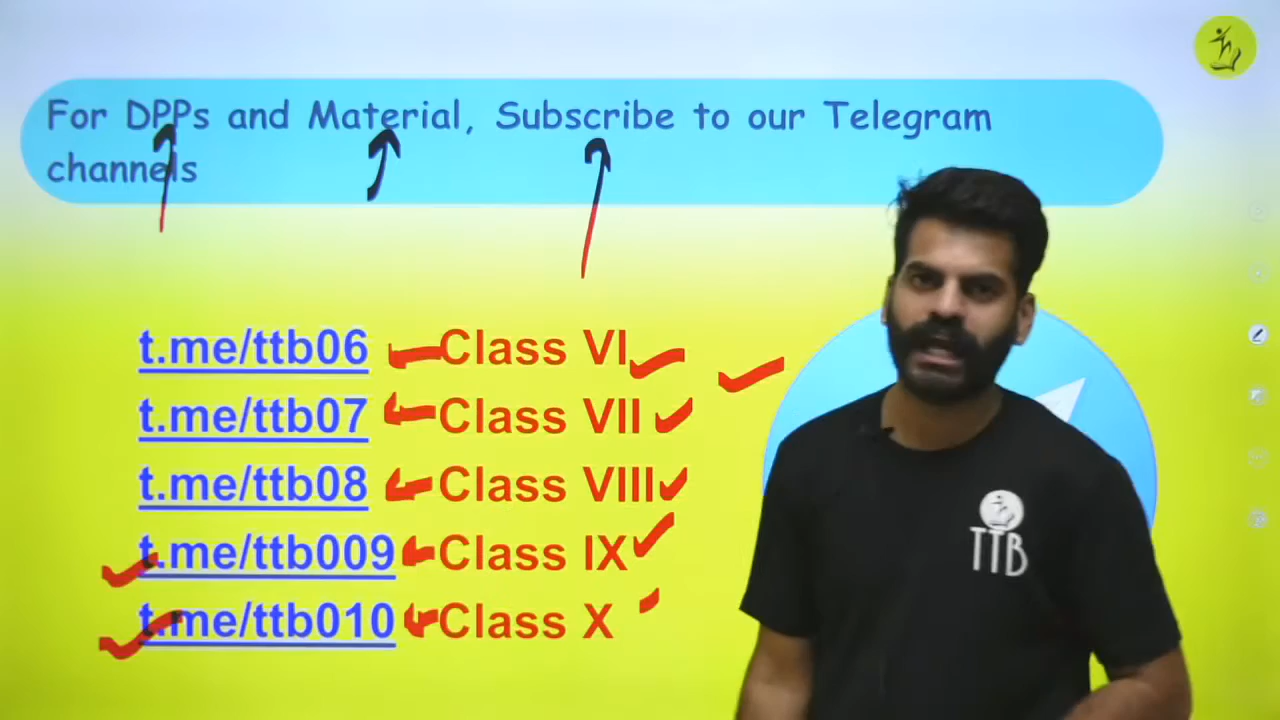 For DPPs and Material, Subscribe to our Telegram
channels
t.me/ttb06 Class VI
t.me/ttb07 Class VII
t.me/ttb08 Class VIII
t.me/ttb009 Class IX
t.me/ttb010 Class X
TTB